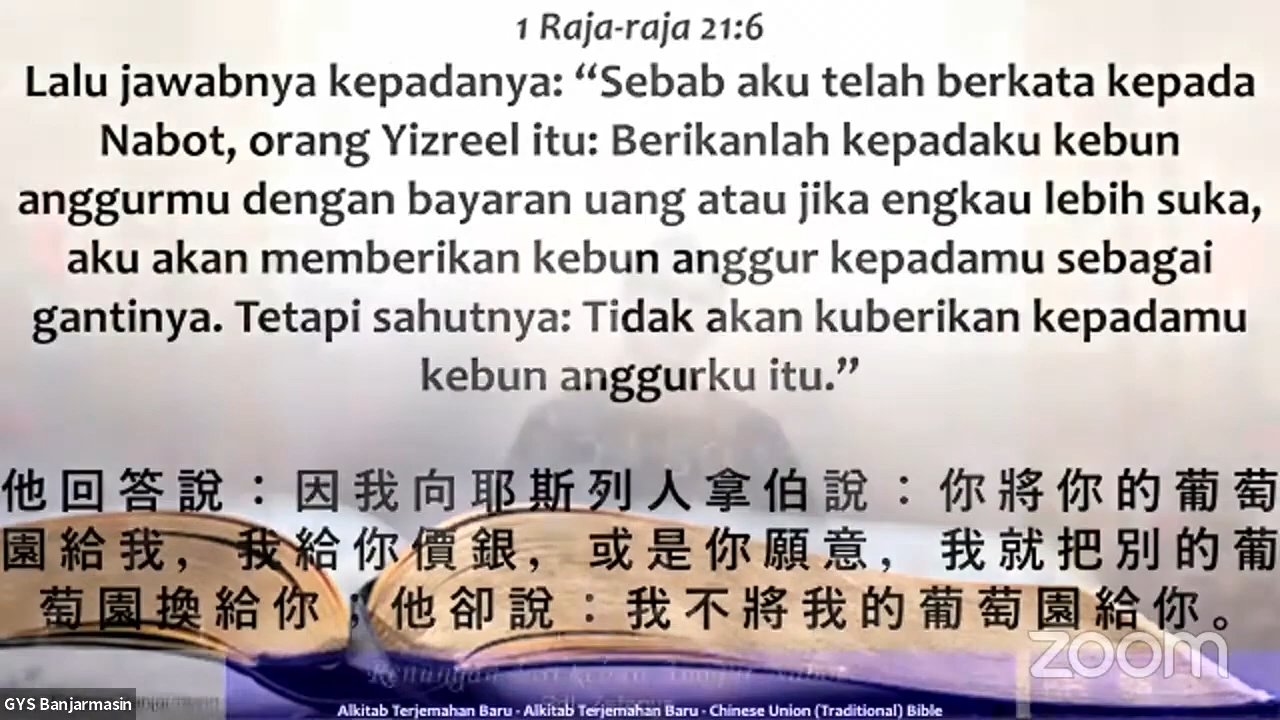 1 Raja-raja 21:6
Lalu jawabnya kepadanya: “Sebab aku telah berkata kepada
Nabot, orang Yizreel itu: Berikanlah kepadaku kebun
anggurmu dengan bayaran uang atau jika engkau lebih suka,
aku akan memberikan kebun anggur kepadamu sebagai
gantinya. Tetapi sahutnya: Tidak akan kuberikan kepadamu
kebun anggurku itu.”
他回答說：因我向耶斯列人拿伯說：你將你的葡萄
園給我，我給你價銀，或是你願意，我就把別的葡
萄園換給你；他卻說：我不將我的葡萄園給你。
zoom
GYS Banjarmasin
Alkitab Terjemahan Baru - Alkitab Terjemahan Baru - Chinese Union (Traditional) Bible